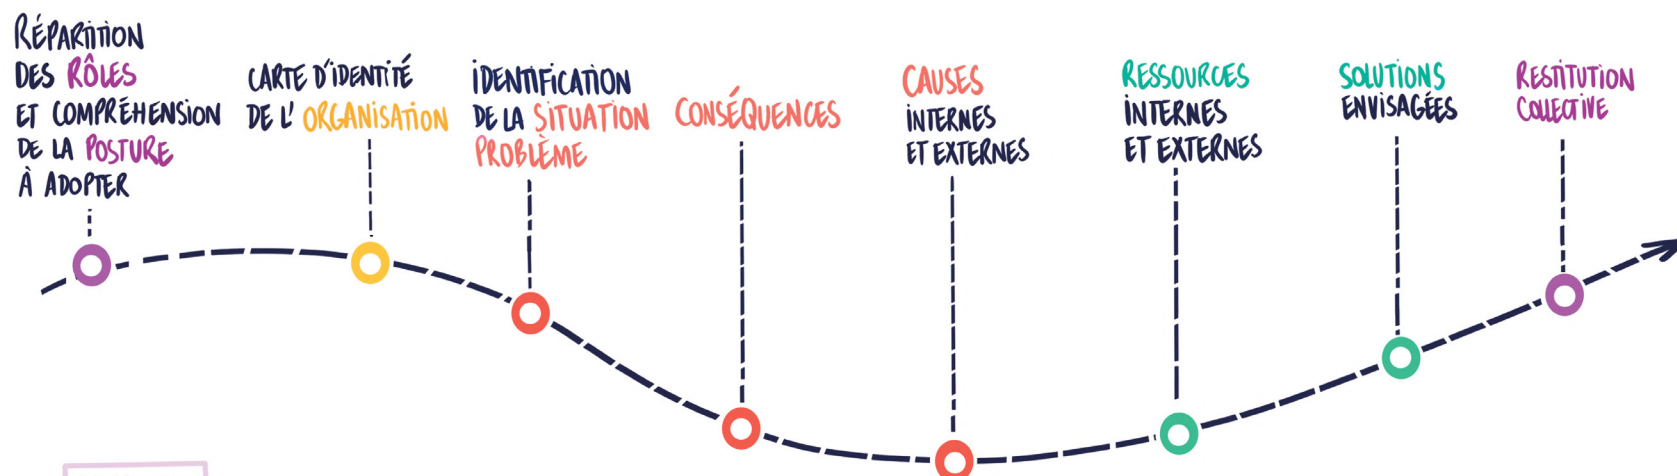 RÉPARTITION
DES RÔLES
ET COMPRÉHENSION
DE LA POSTURE
À ADOPTER
CARTE D'IDENTITÉ
DE L' ORGANISATION
IDENTIFICATION
DE LA SITUATION
PROBLÈME
CONSÉQUENCES
CAUSES
INTERNES
ET EXTERNES
RESSOURCES
INTERNES
ET EXTERNES
SOLUTIONS
ENVISAGÉES
RESTITUTION
COLLECTIVE